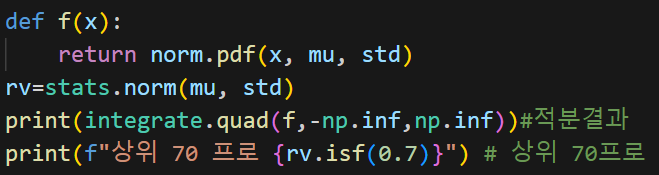 def f(x):
    return norm.pdf(x, mu, std)
rv=stats.norm(mu, std)
print(integrate.quad(f,-np.inf,np.inf))#적분결과
print(f"상위 70 프로 {rv.isf(0.7)}") # 상위 70프로